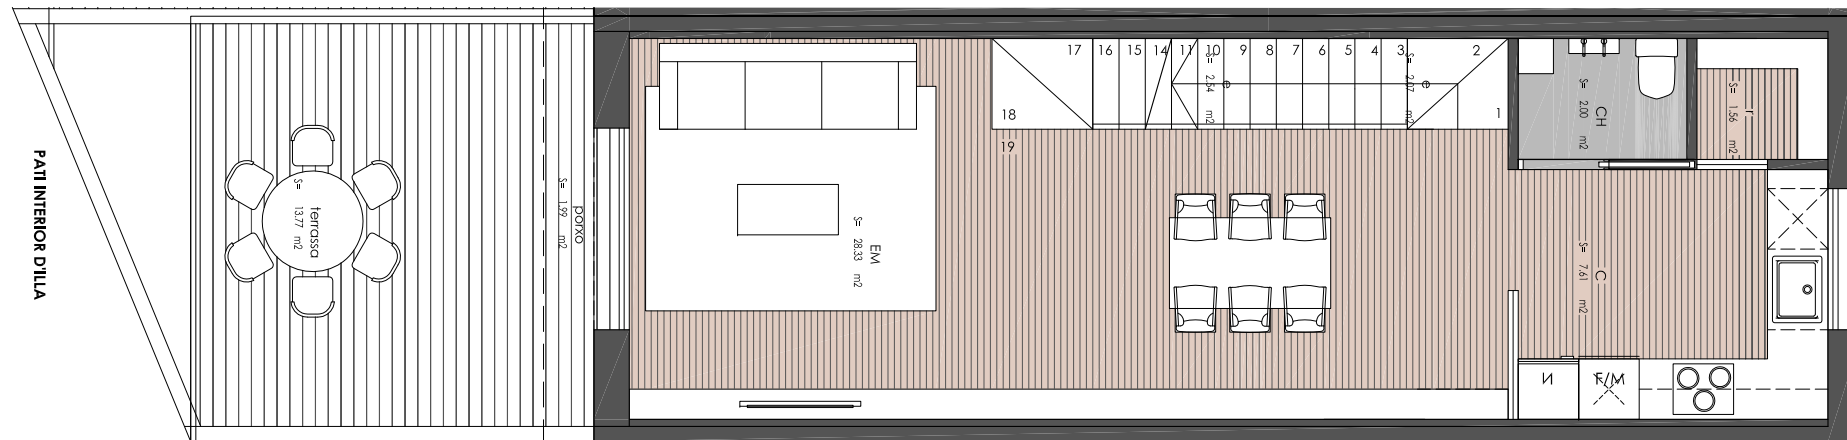 PATI INTERIOR D'ILLA
terrassa
S= 13.77 m2
porxo
S= 1.99 m2
EM
S= 28.33 m2
17 16 15 14 11 10 9 8 7 6 5 4 3 2
18
1
19
e
S= 2.54 m2
e
S= 2.07 m2
CH
S= 2.00 m2
r
S= 1.56 m2
C
S= 7.61 m2
N
F/M